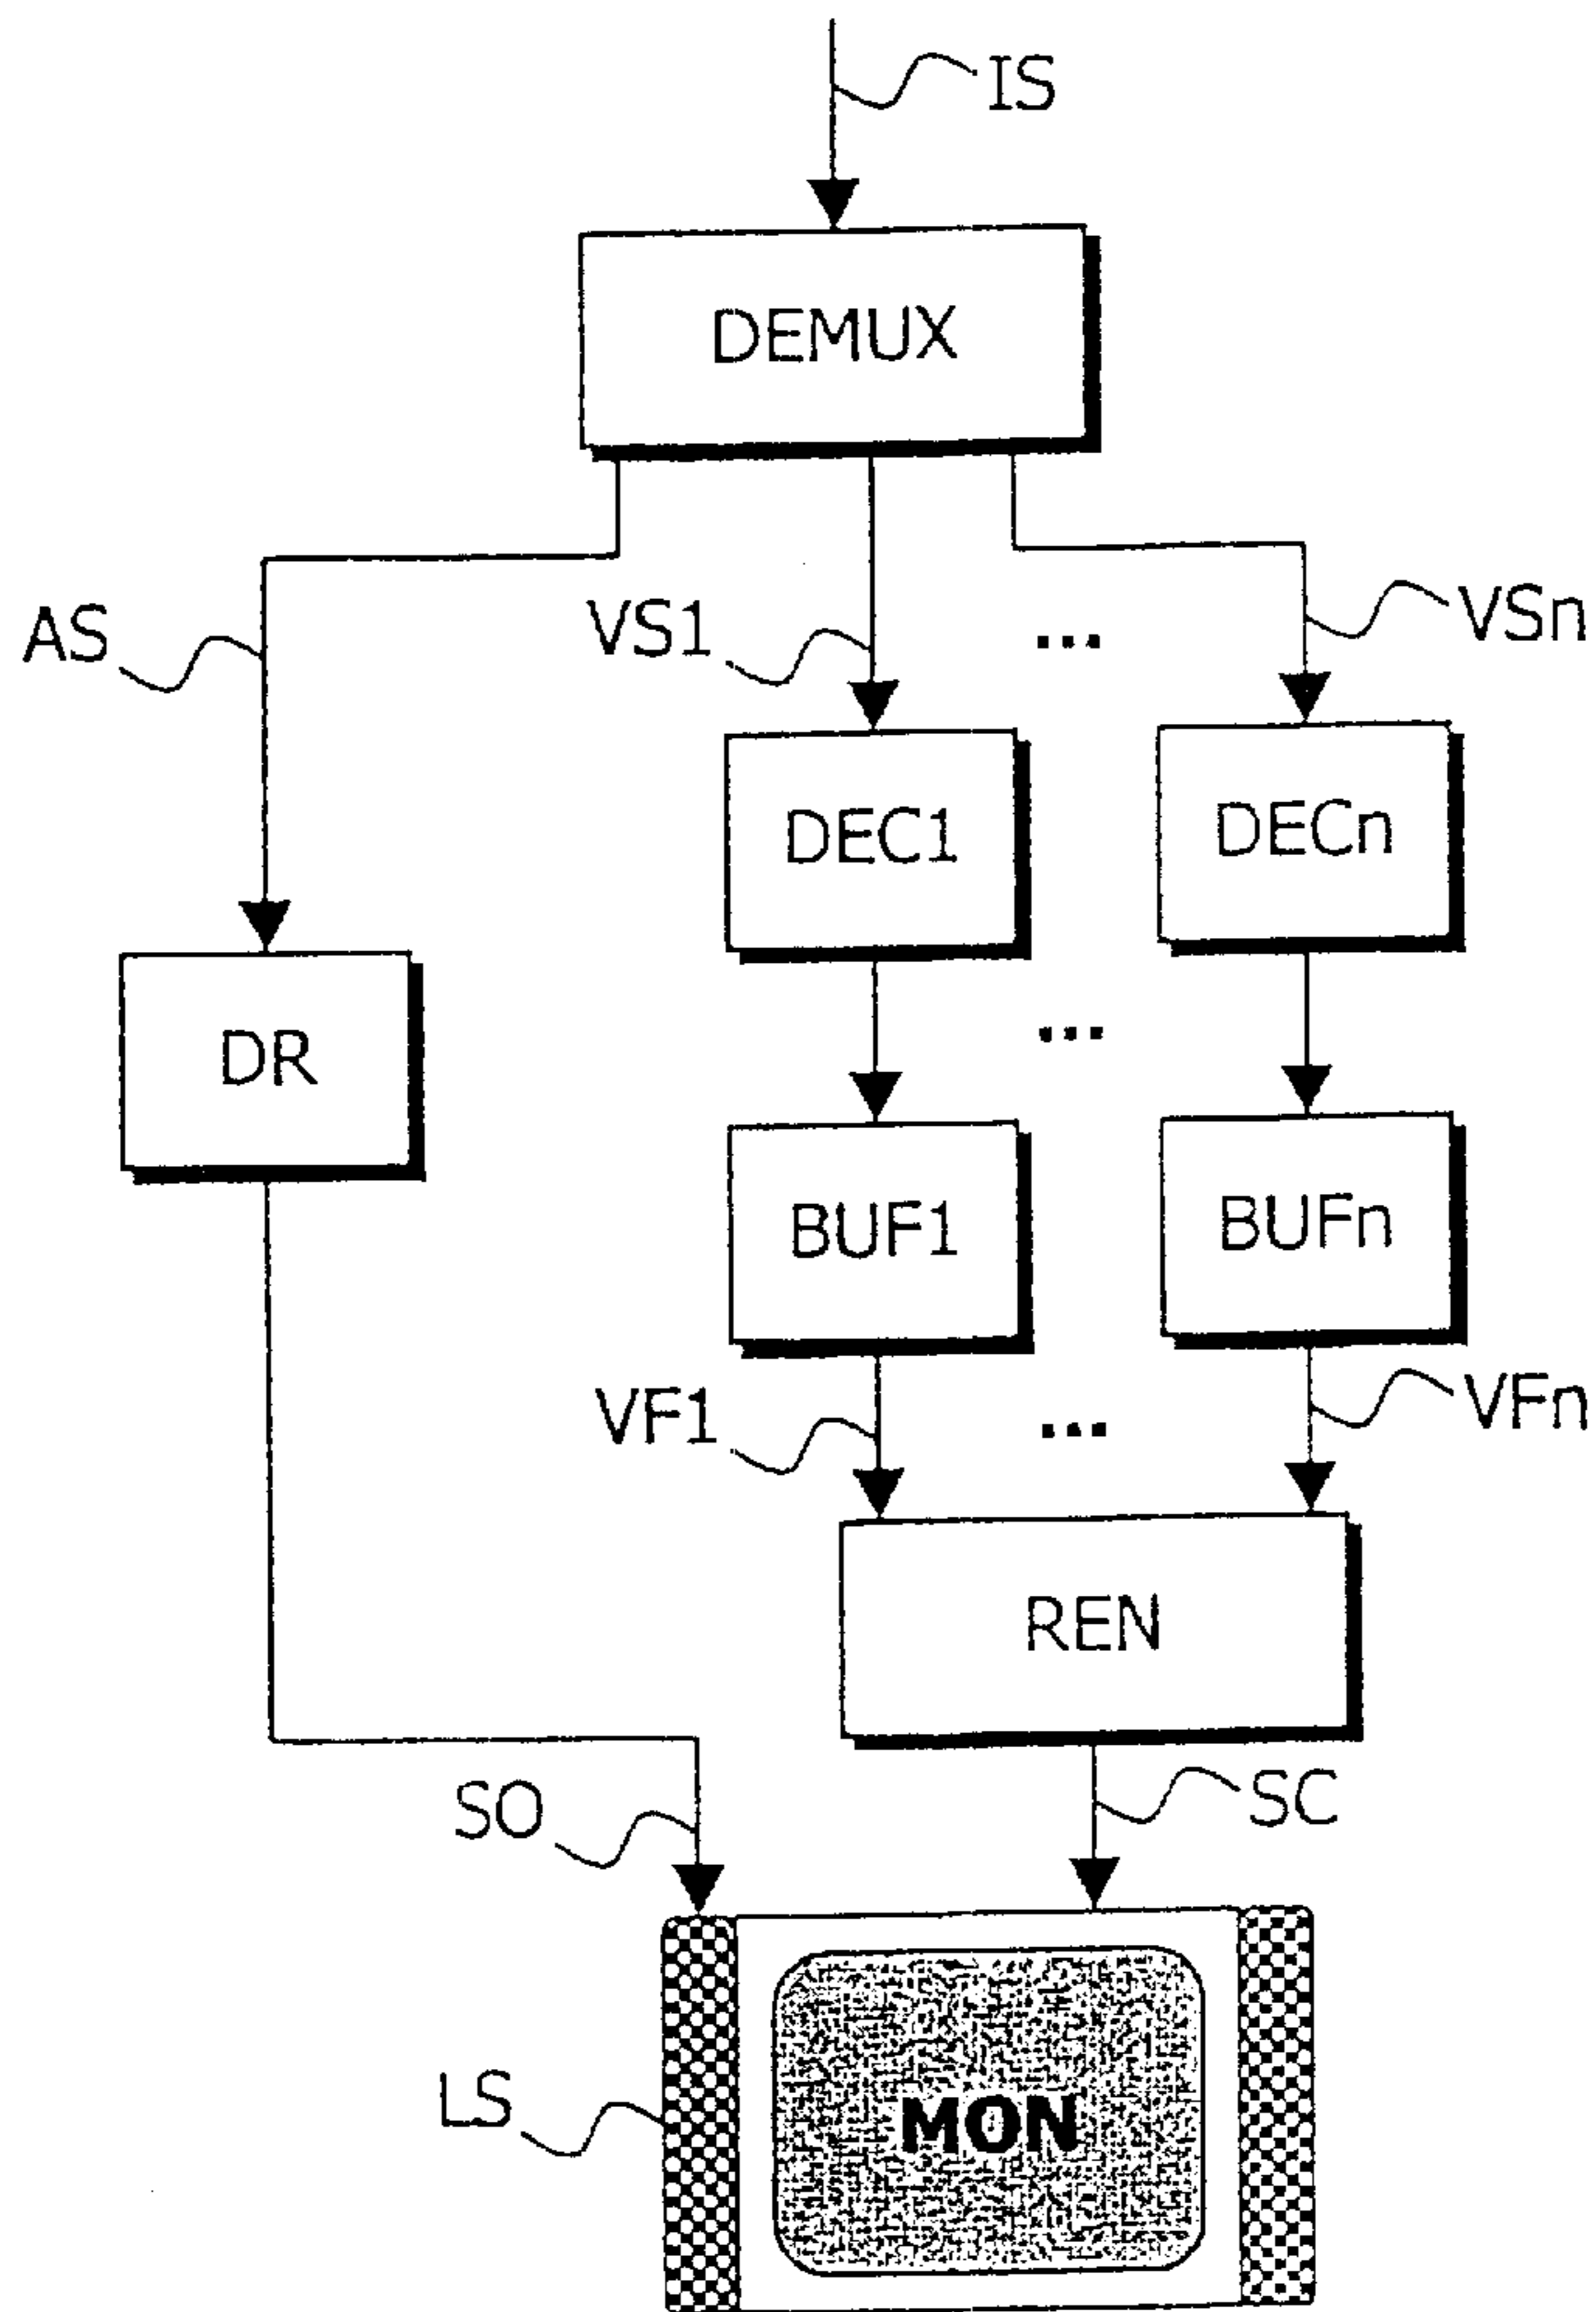 IS
DEMUX
AS
VS1
...
VSn
DEC1
DECn
DR
...
BUF1
BUFn
VF1
...
VFn
REN
SO
SC
LS
MON